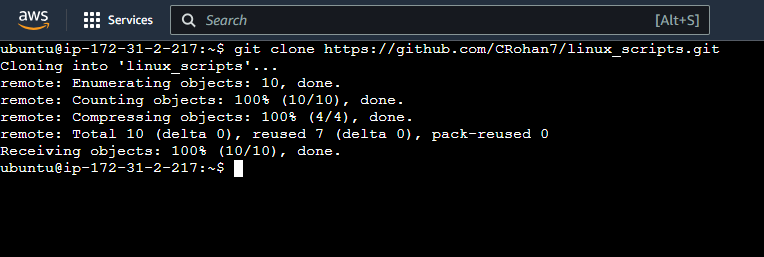 aws
Services
Search
[Alt+S]
ubuntu@ip-172-31-2-217:~$ git clone https://github.com/CRohan7/linux_scripts.git
Cloning into 'linux_scripts'...
remote: Enumerating objects: 10, done.
remote: Counting objects: 100% (10/10), done.
remote: Compressing objects: 100% (4/4), done.
remote: Total 10 (delta 0), reused 7 (delta 0), pack-reused 0
Receiving objects: 100% (10/10), done.
ubuntu@ip-172-31-2-217:~$